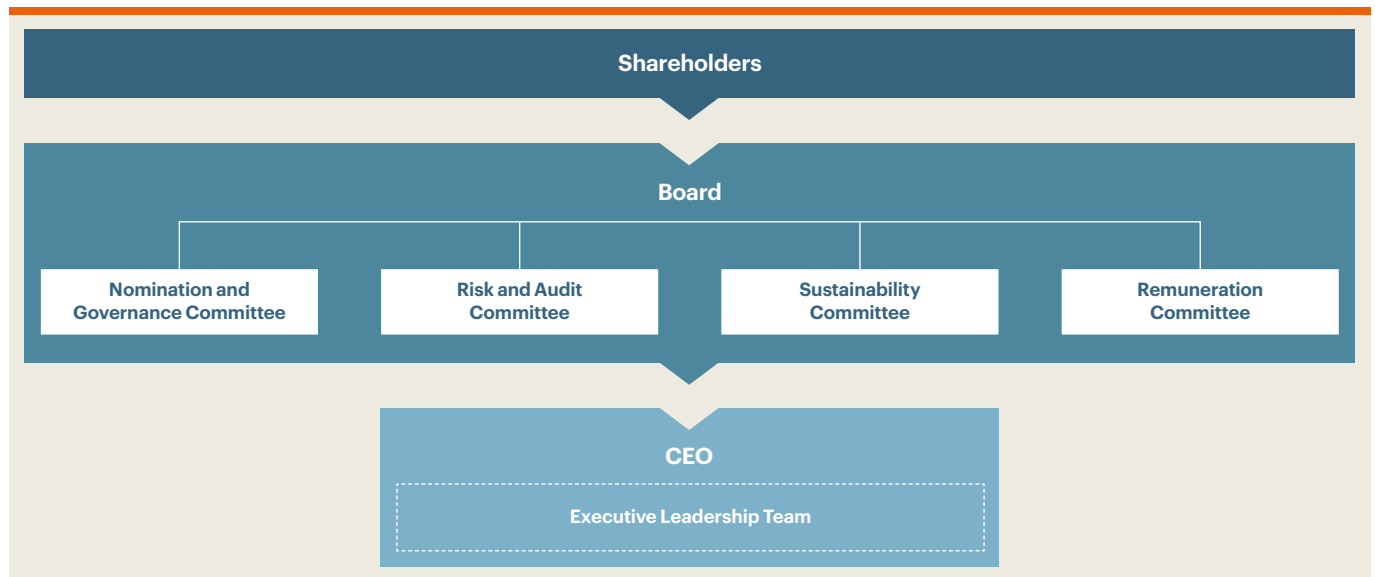 Shareholders
Board
Nomination and
Governance Committee
Risk and Audit
Committee
Sustainability
Committee
Remuneration
Committee
CEO
Executive Leadership Team